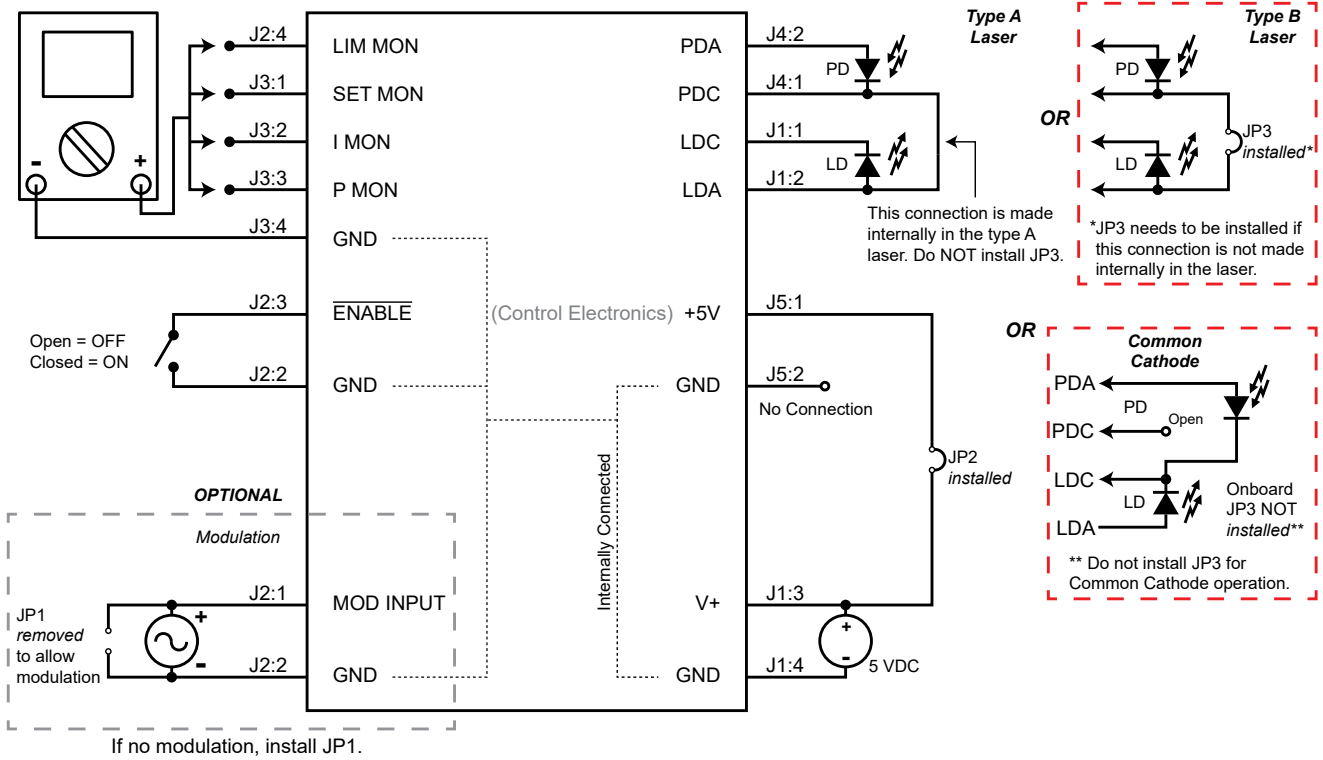 J2:4
LIM MON
J3:1
SET MON
J3:2
I MON
J3:3
P MON
J3:4
GND
-
+
J2:3
ENABLE
Open = OFF
Closed = ON
J2:2
GND
(Control Electronics)
Internally Connected
OPTIONAL
Modulation
J2:1
MOD INPUT
JP1
removed
to allow
modulation
+
-
J2:2
GND
If no modulation, install JP1.
PDA
J4:2
PD
PDC
J4:1
LDC
J1:1
LD
LDA
J1:2
Type A
Laser
This connection is made
internally in the type A
laser. Do NOT install JP3.
+5V
J5:1
GND
J5:2
No Connection
JP2
installed
V+
J1:3
+
-
5 VDC
GND
J1:4
OR
Type B
Laser
PD
JP3
installed*
LD
*JP3 needs to be installed if
this connection is not made
internally in the laser.
OR
Common
Cathode
PDA
PD
PDC
Open
LDC
LD
LDA
Onboard
JP3 NOT
installed**
** Do not install JP3 for
Common Cathode operation.